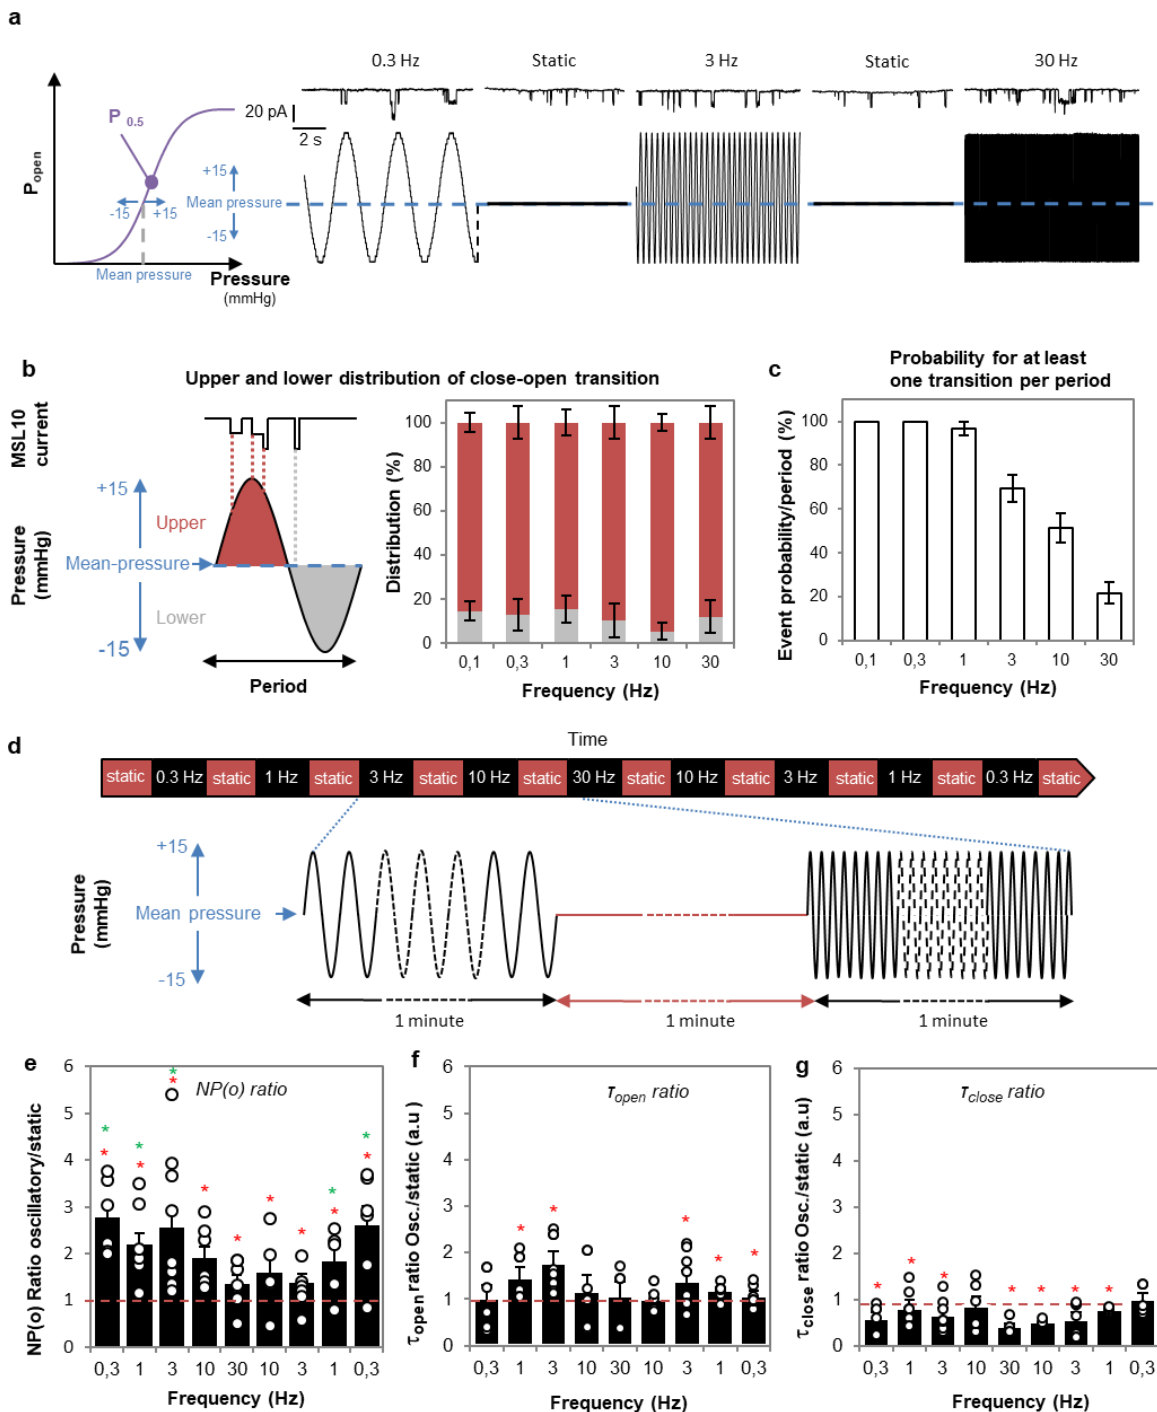 a
0.3 Hz
Static
3 Hz
Static
30 Hz
P 0.5
20 pA
2 s
Popen
+15
Mean pressure
-15
-15
+15
Mean pressure
Pressure
(mmHg)
b
Upper and lower distribution of close-open transition
MSL10
current
+15
Upper
Pressure
(mmHg)
Mean-pressure
Lower
-15
Period
Distribution (%)
100
80
60
40
20
0
0,1
0,3
1
3
10
30
Frequency (Hz)
c
Probability for at least
one transition per period
Event probability/period (%)
100
80
60
40
20
0
0,1
0,3
1
3
10
30
Frequency (Hz)
d
Time
static
0.3 Hz
static
1 Hz
static
3 Hz
static
10 Hz
static
30 Hz
static
10 Hz
static
3 Hz
static
1 Hz
static
0.3 Hz
static
Pressure
(mmHg)
+15
Mean pressure
-15
1 minute
1 minute
1 minute
e
NP(o) ratio
NP(o) Ratio oscillatory/static
6
5
4
3
2
1
0
* * * * * * * * * * * * * *
0,3
1
3
10
30
10
3
1
0,3
Frequency (Hz)
f
τopen ratio
τopen ratio Osc./static (a.u)
6
5
4
3
2
1
0
* * * * *
0,3
1
3
10
30
10
3
1
0,3
Frequency (Hz)
g
τclose ratio
τclose ratio Osc./static (a.u)
6
5
4
3
2
1
0
* * * * * * *
0,3
1
3
10
30
10
3
1
0,3
Frequency (Hz)